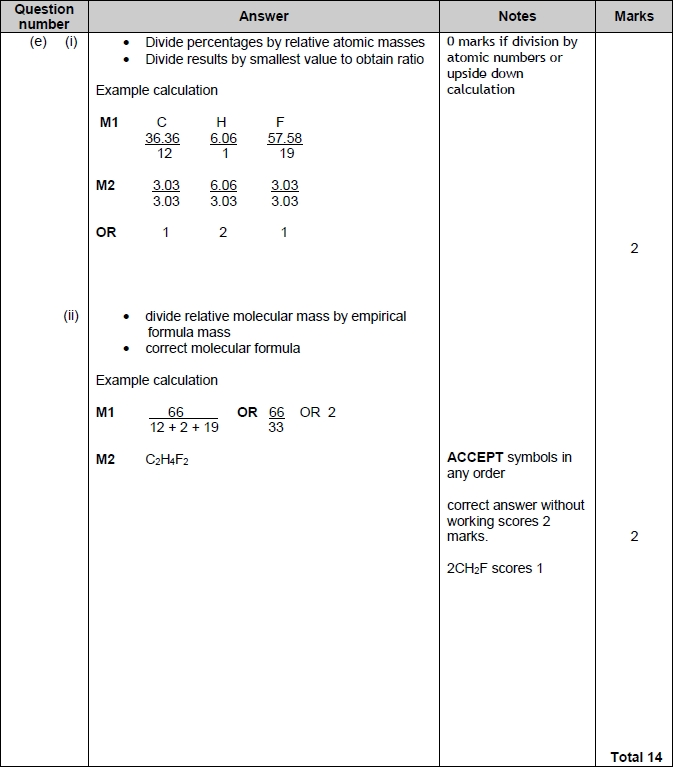 Question number Answer Notes Marks
(e) (i) • Divide percentages by relative atomic masses
• Divide results by smallest value to obtain ratio
0 marks if division by
atomic numbers or
upside down
calculation
Example calculation
M1 C H F
36.36 6.06 57.58
12 1 19
M2 3.03 6.06 3.03
3.03 3.03 3.03
OR 1 2 1
2
(ii) • divide relative molecular mass by empirical
formula mass
• correct molecular formula
Example calculation
M1 66 OR 66 OR 2
12 + 2 + 19 33
M2 C₂H₄F₂
ACCEPT symbols in
any order
correct answer without
working scores 2
marks.
2
2CH₂F scores 1
Total 14